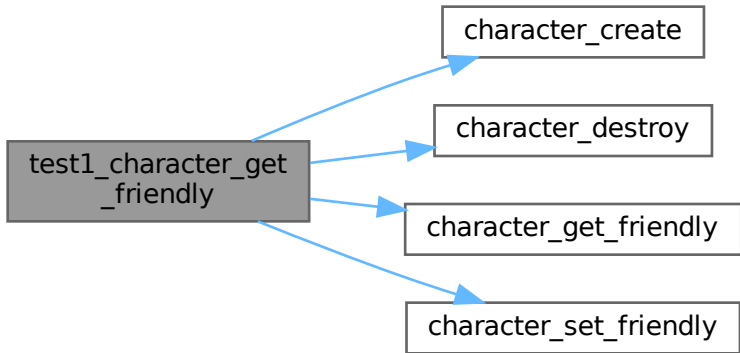 test1_character_get
_friendly
character_create
character_destroy
character_get_friendly
character_set_friendly